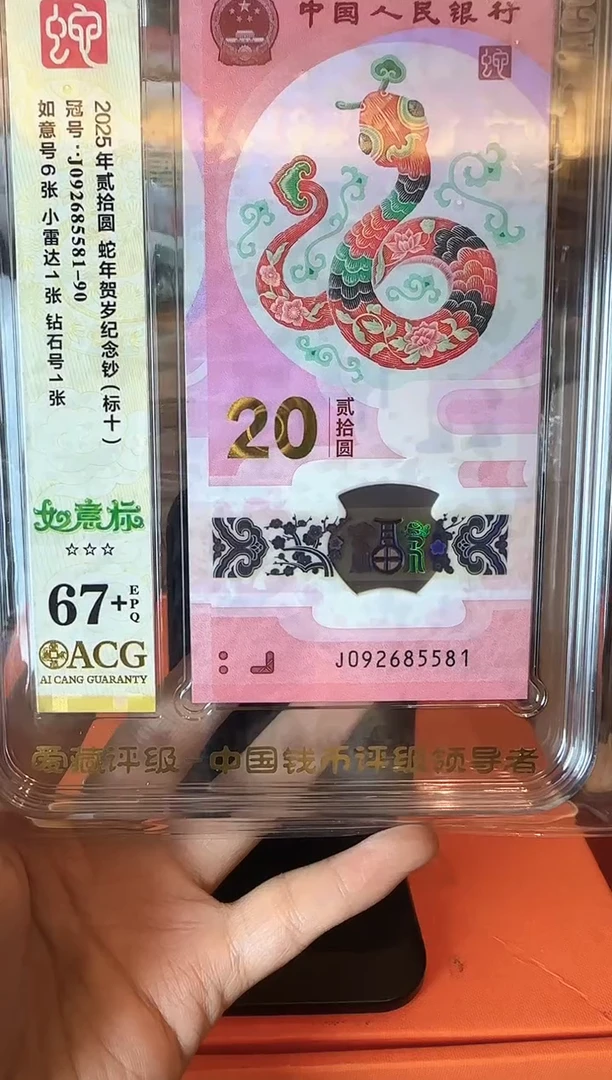 蛇
2025年贰拾圆 蛇年贺岁纪念钞(标十)
冠号:J092685581-90
如意号6张 小雷达1张 钻石号1张
如意标
☆☆☆
67+EPQ
ACG
AI CANG GUARANTY
中国人民银行
蛇
20 贰拾圆
J092685581
爱藏评级 中国钱币评级领导者